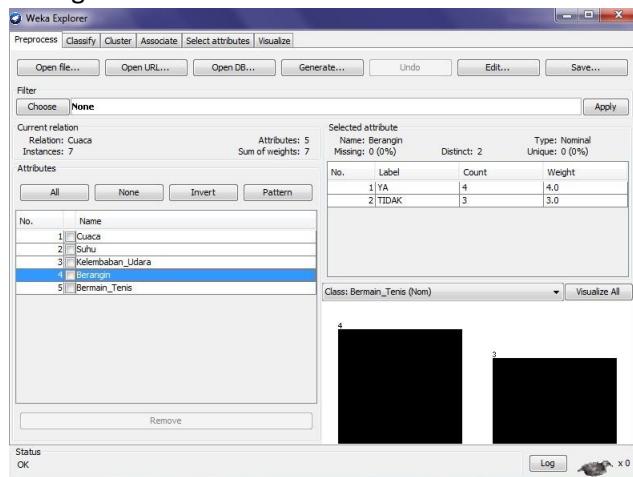 Weka Explorer
Preprocess Classify Cluster Associate Select attributes Visualize
Open file... Open URL... Open DB... Generate... Undo Edit... Save...
Filter
Choose None Apply
Current relation
Relation: Cuaca Attributes: 5
Instances: 7 Sum of weights: 7
Attributes
All None Invert Pattern
No. Name
1 Cuaca
2 Suhu
3 Kelembaban_Udara
4 Berangin
5 Bermain_Tenis
Remove
Selected attribute
Name: Berangin Type: Nominal
Missing: 0 (0%) Distinct: 2 Unique: 0 (0%)
No. Label Count Weight
1 YA 4 4.0
2 TIDAK 3 3.0
Class: Bermain_Tenis (Nom) Visualize All
4
3
Status
OK
Log x 0